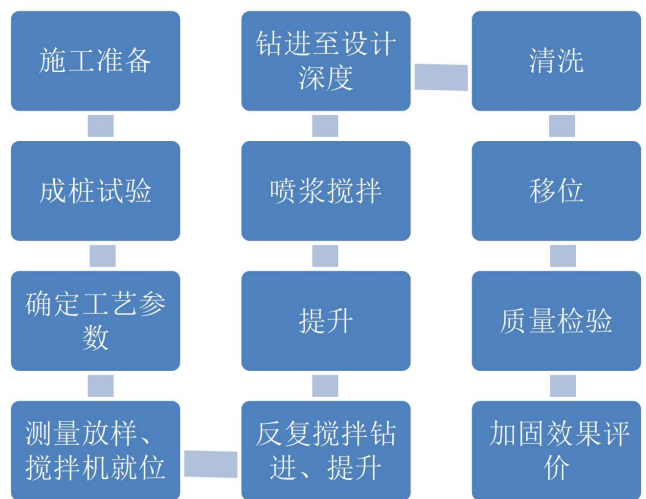 施工准备
成桩试验
确定工艺参
数
测量放样、
搅拌机就位
钻进至设计
深度
喷浆搅拌
提升
反复搅拌钻
进、提升
清洗
移位
质量检验
加固效果评
价